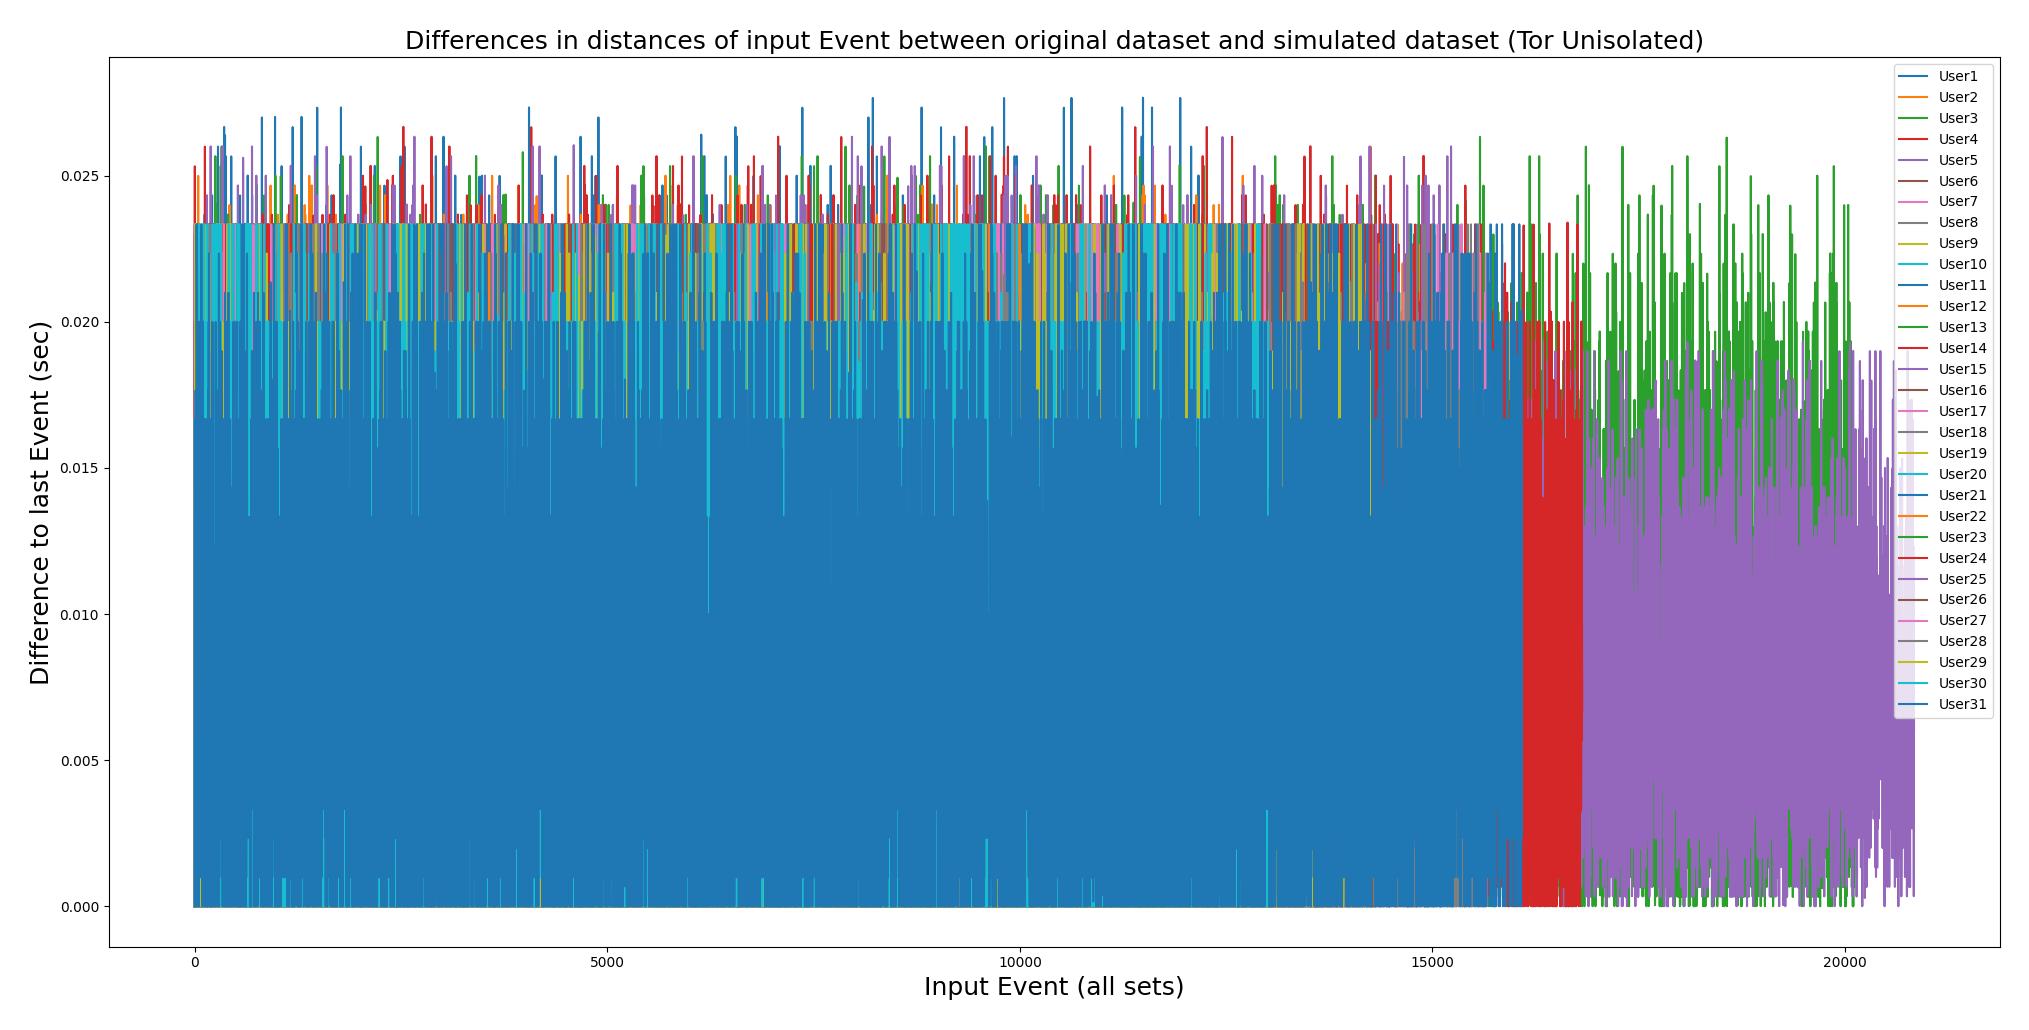 Differences in distances of input Event between original dataset and simulated dataset (Tor Unisolated)
Difference to last Event (sec)
0.025
0.020
0.015
0.010
0.005
0.000
0
5000
10000
15000
20000
Input Event (all sets)
User1
User2
User3
User4
User5
User6
User7
User8
User9
User10
User11
User12
User13
User14
User15
User16
User17
User18
User19
User20
User21
User22
User23
User24
User25
User26
User27
User28
User29
User30
User31